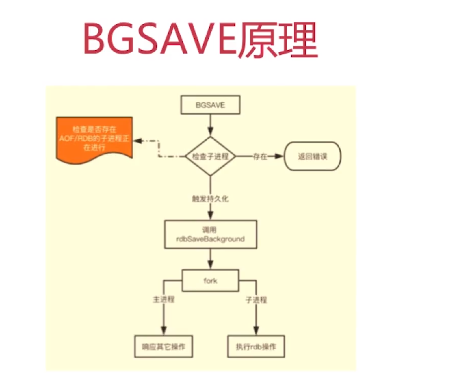 BGSAVE原理
BGSAVE
检查是否存在
AOF/RDB的子进程正
在进行
检查子进程
存在
返回错误
触发持久化
调用
rdbSaveBackground
fork
主进程
子进程
响应其它操作
执行rdb操作